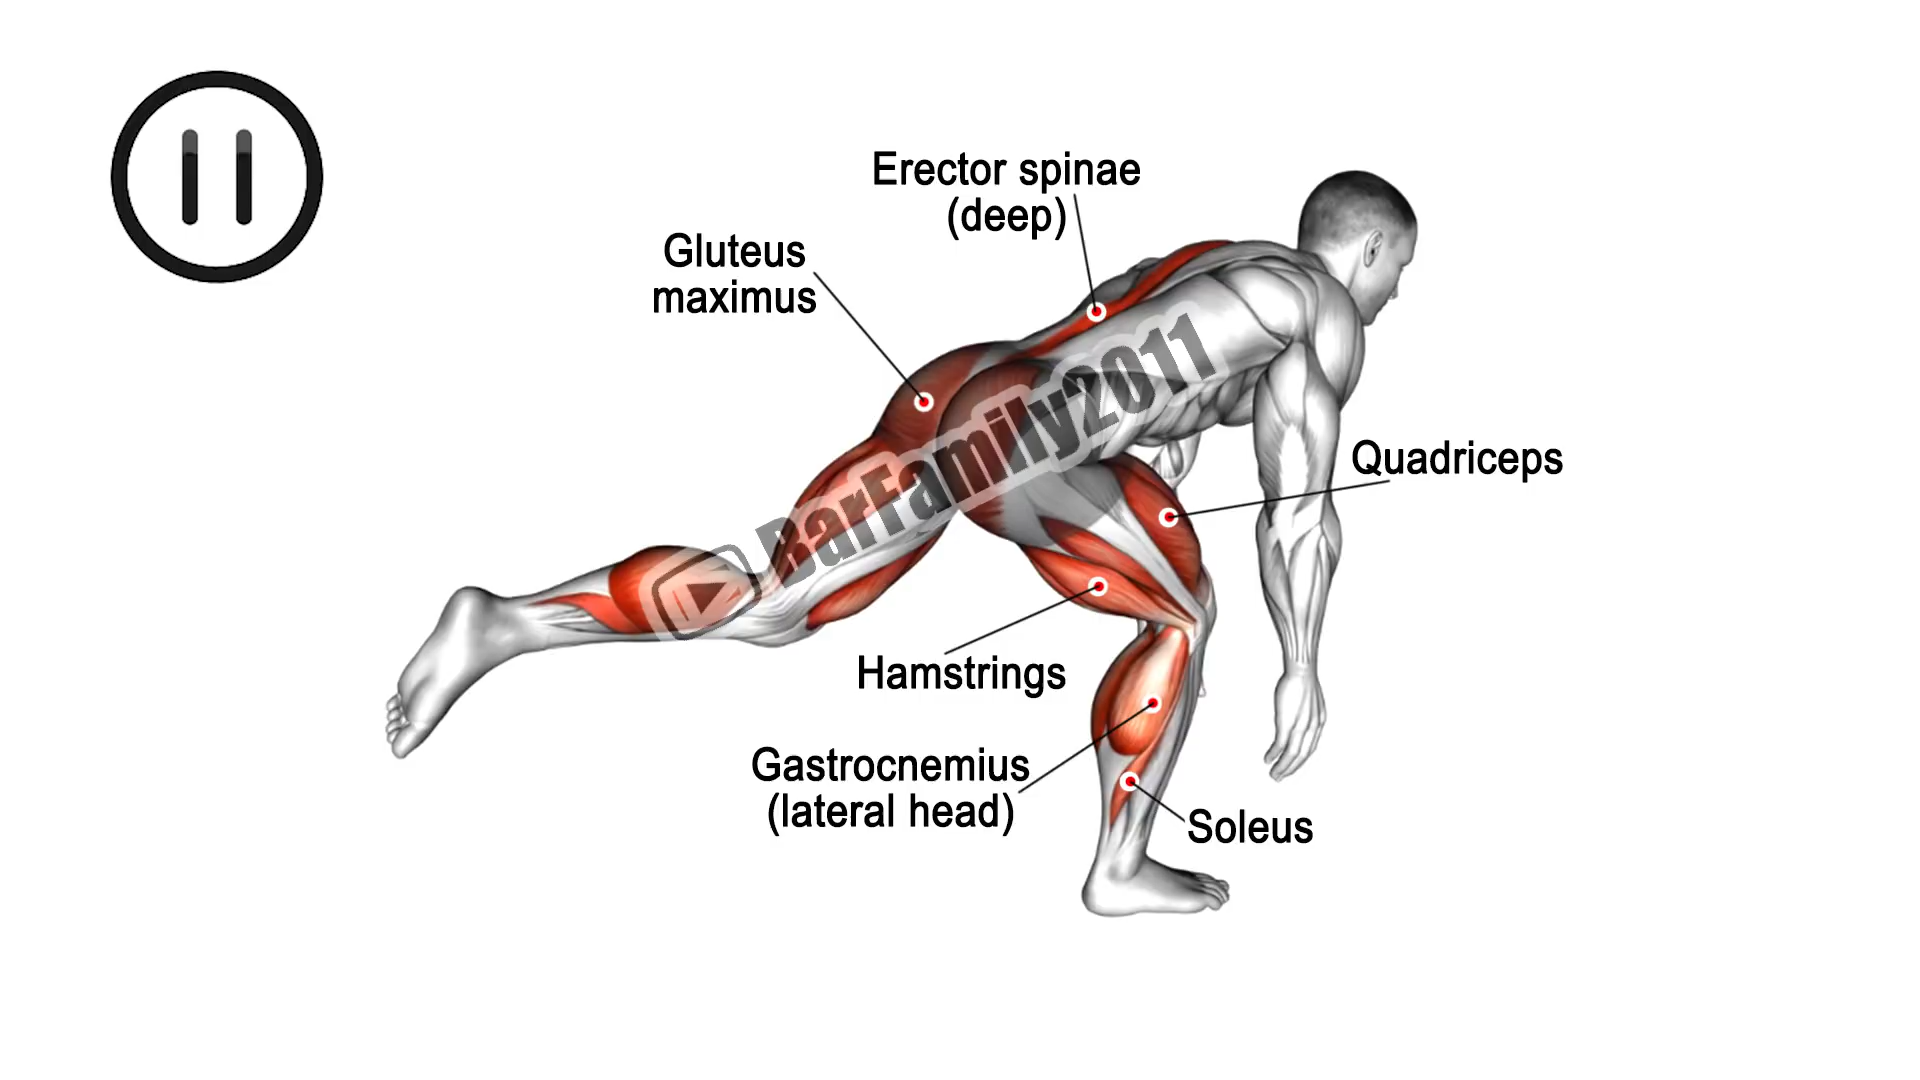 Erector spinae
(deep)
Gluteus
maximus
BarFamily2011
Quadriceps
Hamstrings
Gastrocnemius
(lateral head)
Soleus